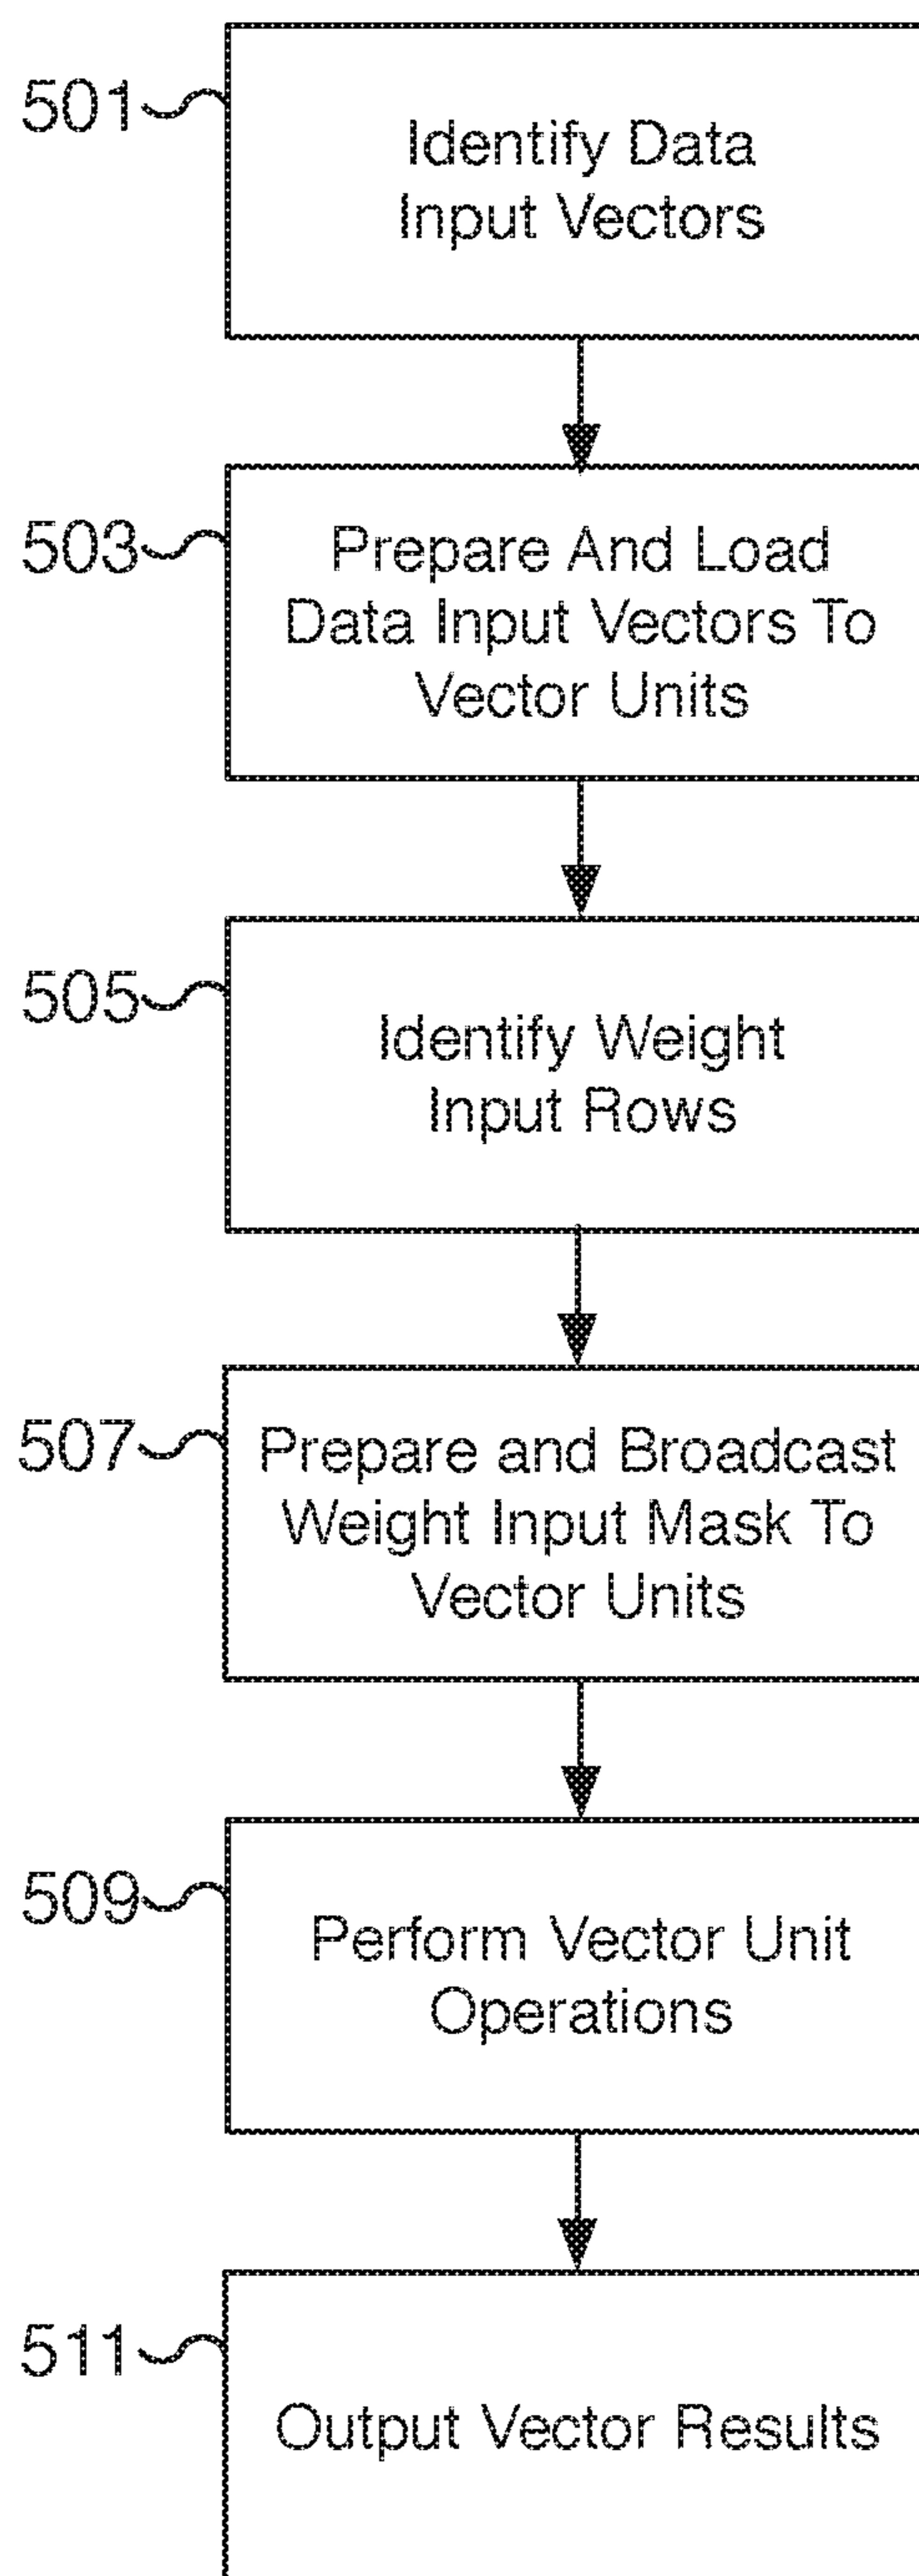 501
Identify Data
Input Vectors
503
Prepare And Load
Data Input Vectors To
Vector Units
505
Identify Weight
Input Rows
507
Prepare and Broadcast
Weight Input Mask To
Vector Units
509
Perform Vector Unit
Operations
511
Output Vector Results